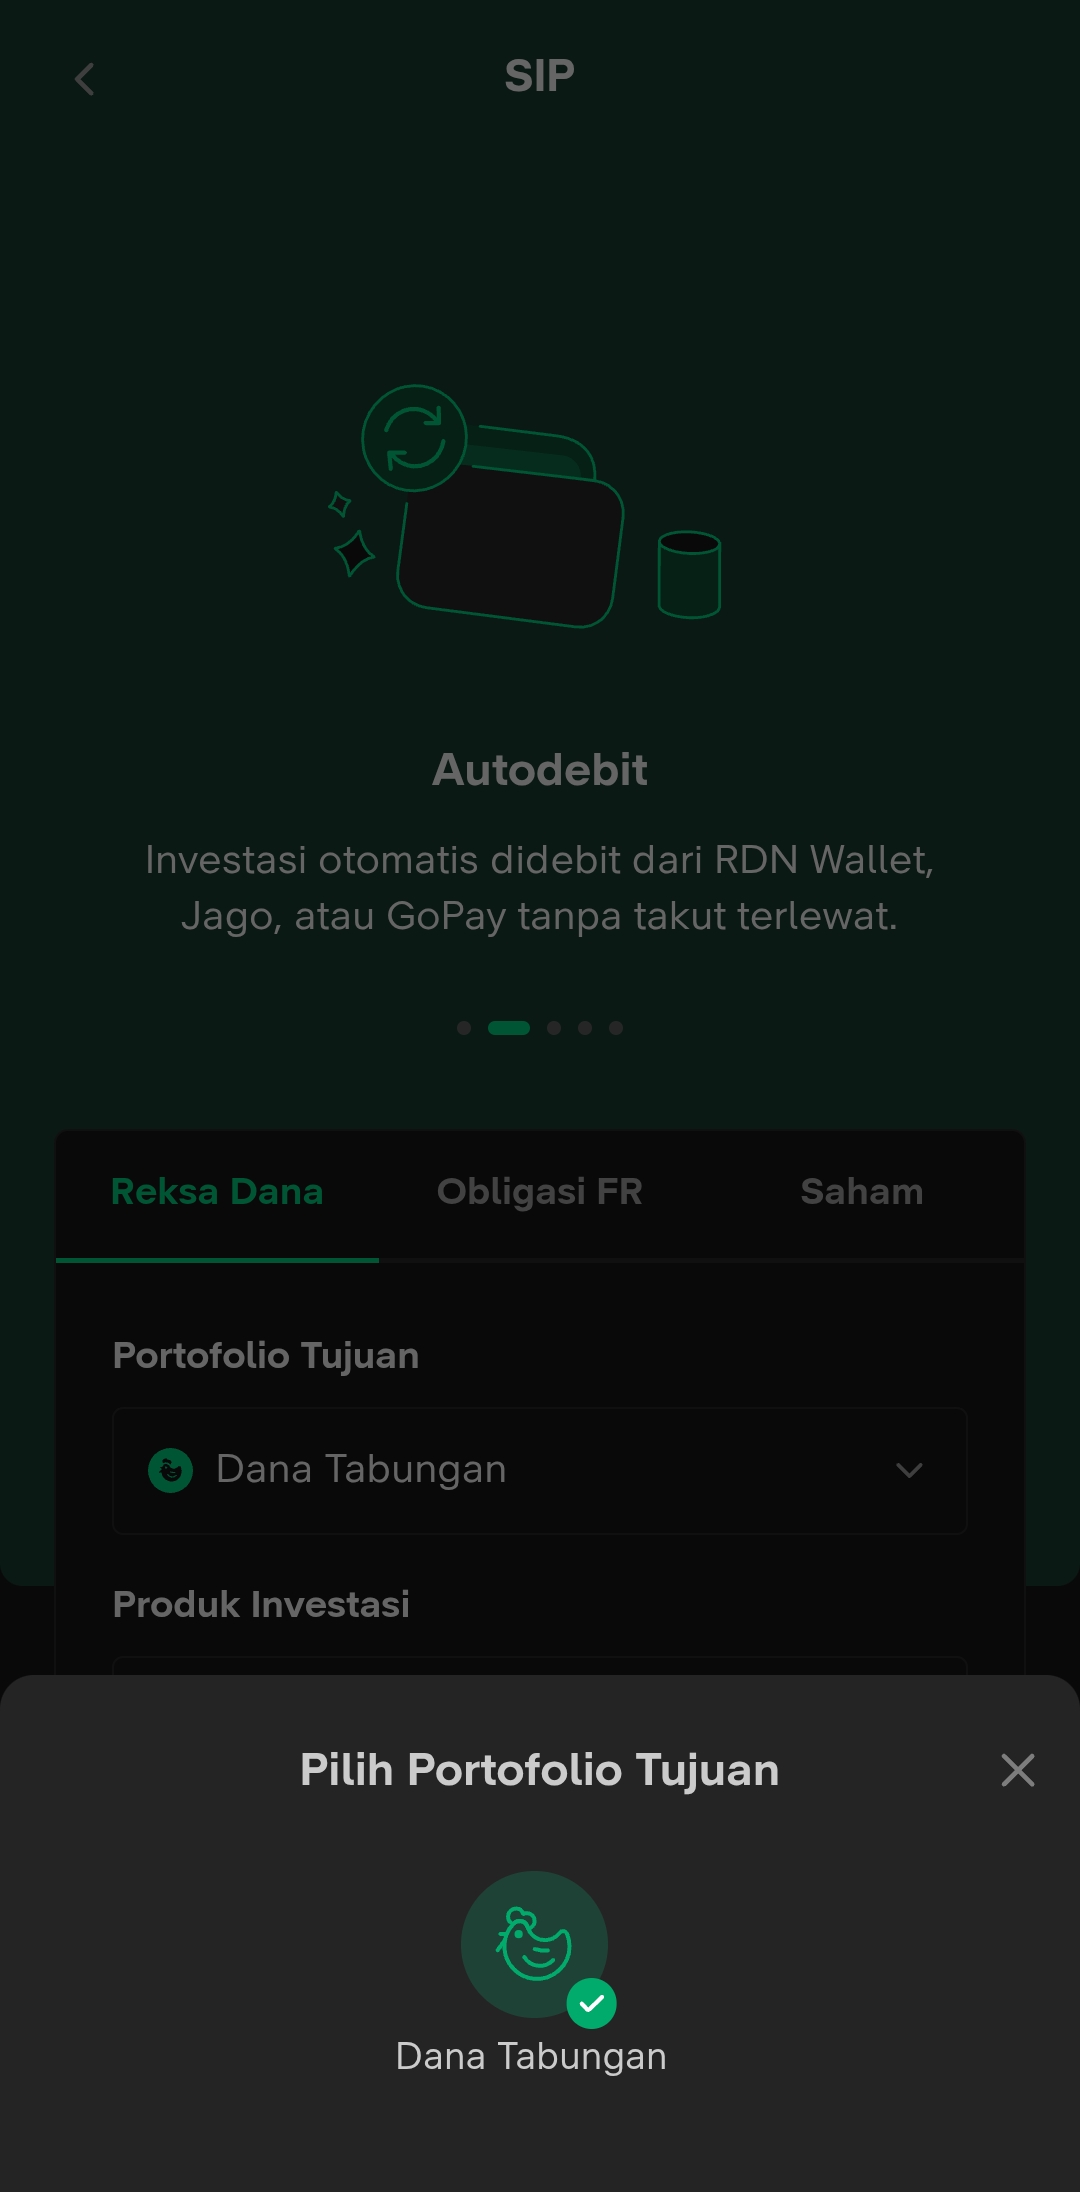 SIP
Autodebit
Investasi otomatis didebit dari RDN Wallet,
Jago, atau GoPay tanpa takut terlewat.
Reksa Dana
Obligasi FR
Saham
Portofolio Tujuan
Dana Tabungan
Produk Investasi
Pilih Portofolio Tujuan
Dana Tabungan